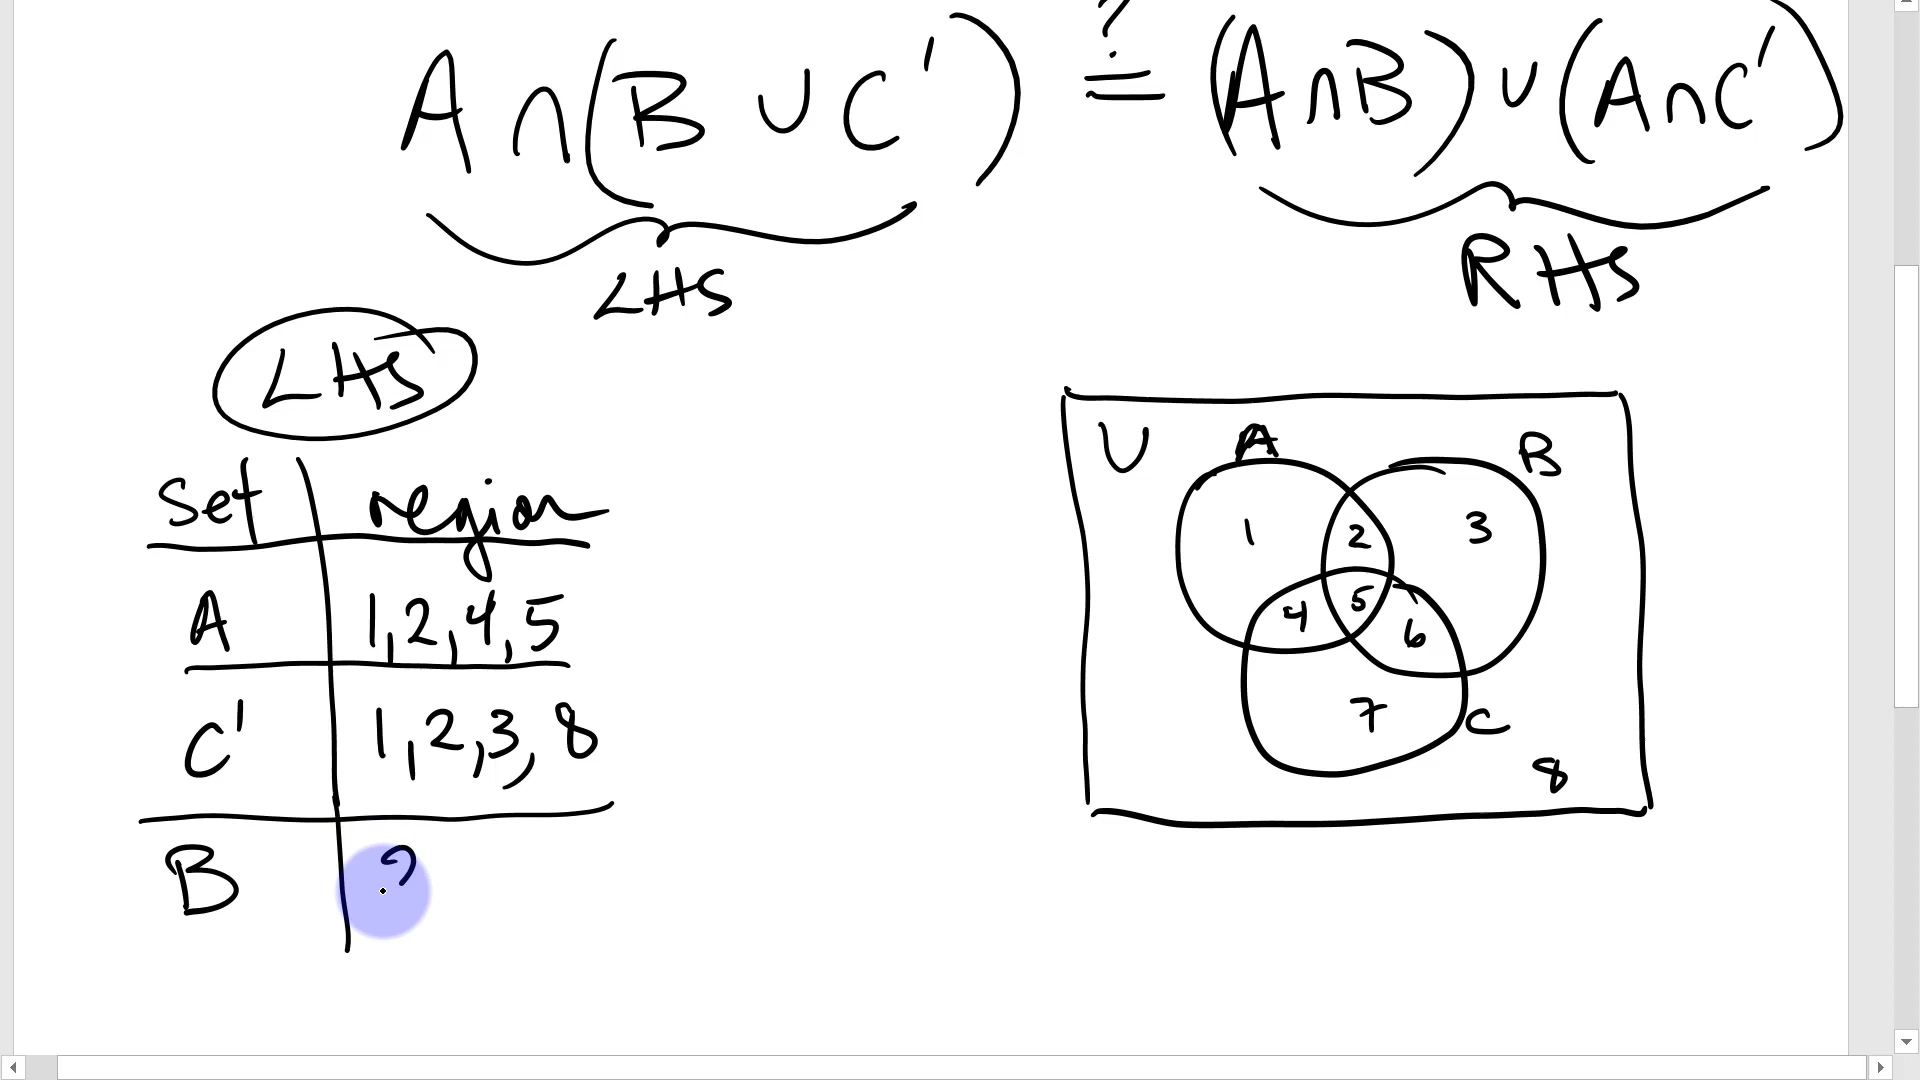 A ∩ (B ∪ C') ?= (A ∩ B) ∪ (A ∩ C')
LHS
RHS
LHS
Set region
A 1, 2, 4, 5
C' 1, 2, 3, 8
B 2
U A B
1 2 3
4 5 6
7 C
8